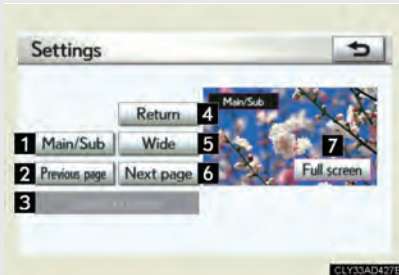 Settings
Main/Sub
Return 4
1 Main/Sub Wide 5
7
2 Previous page Next page 6
Full screen
3
CLY33AD427E